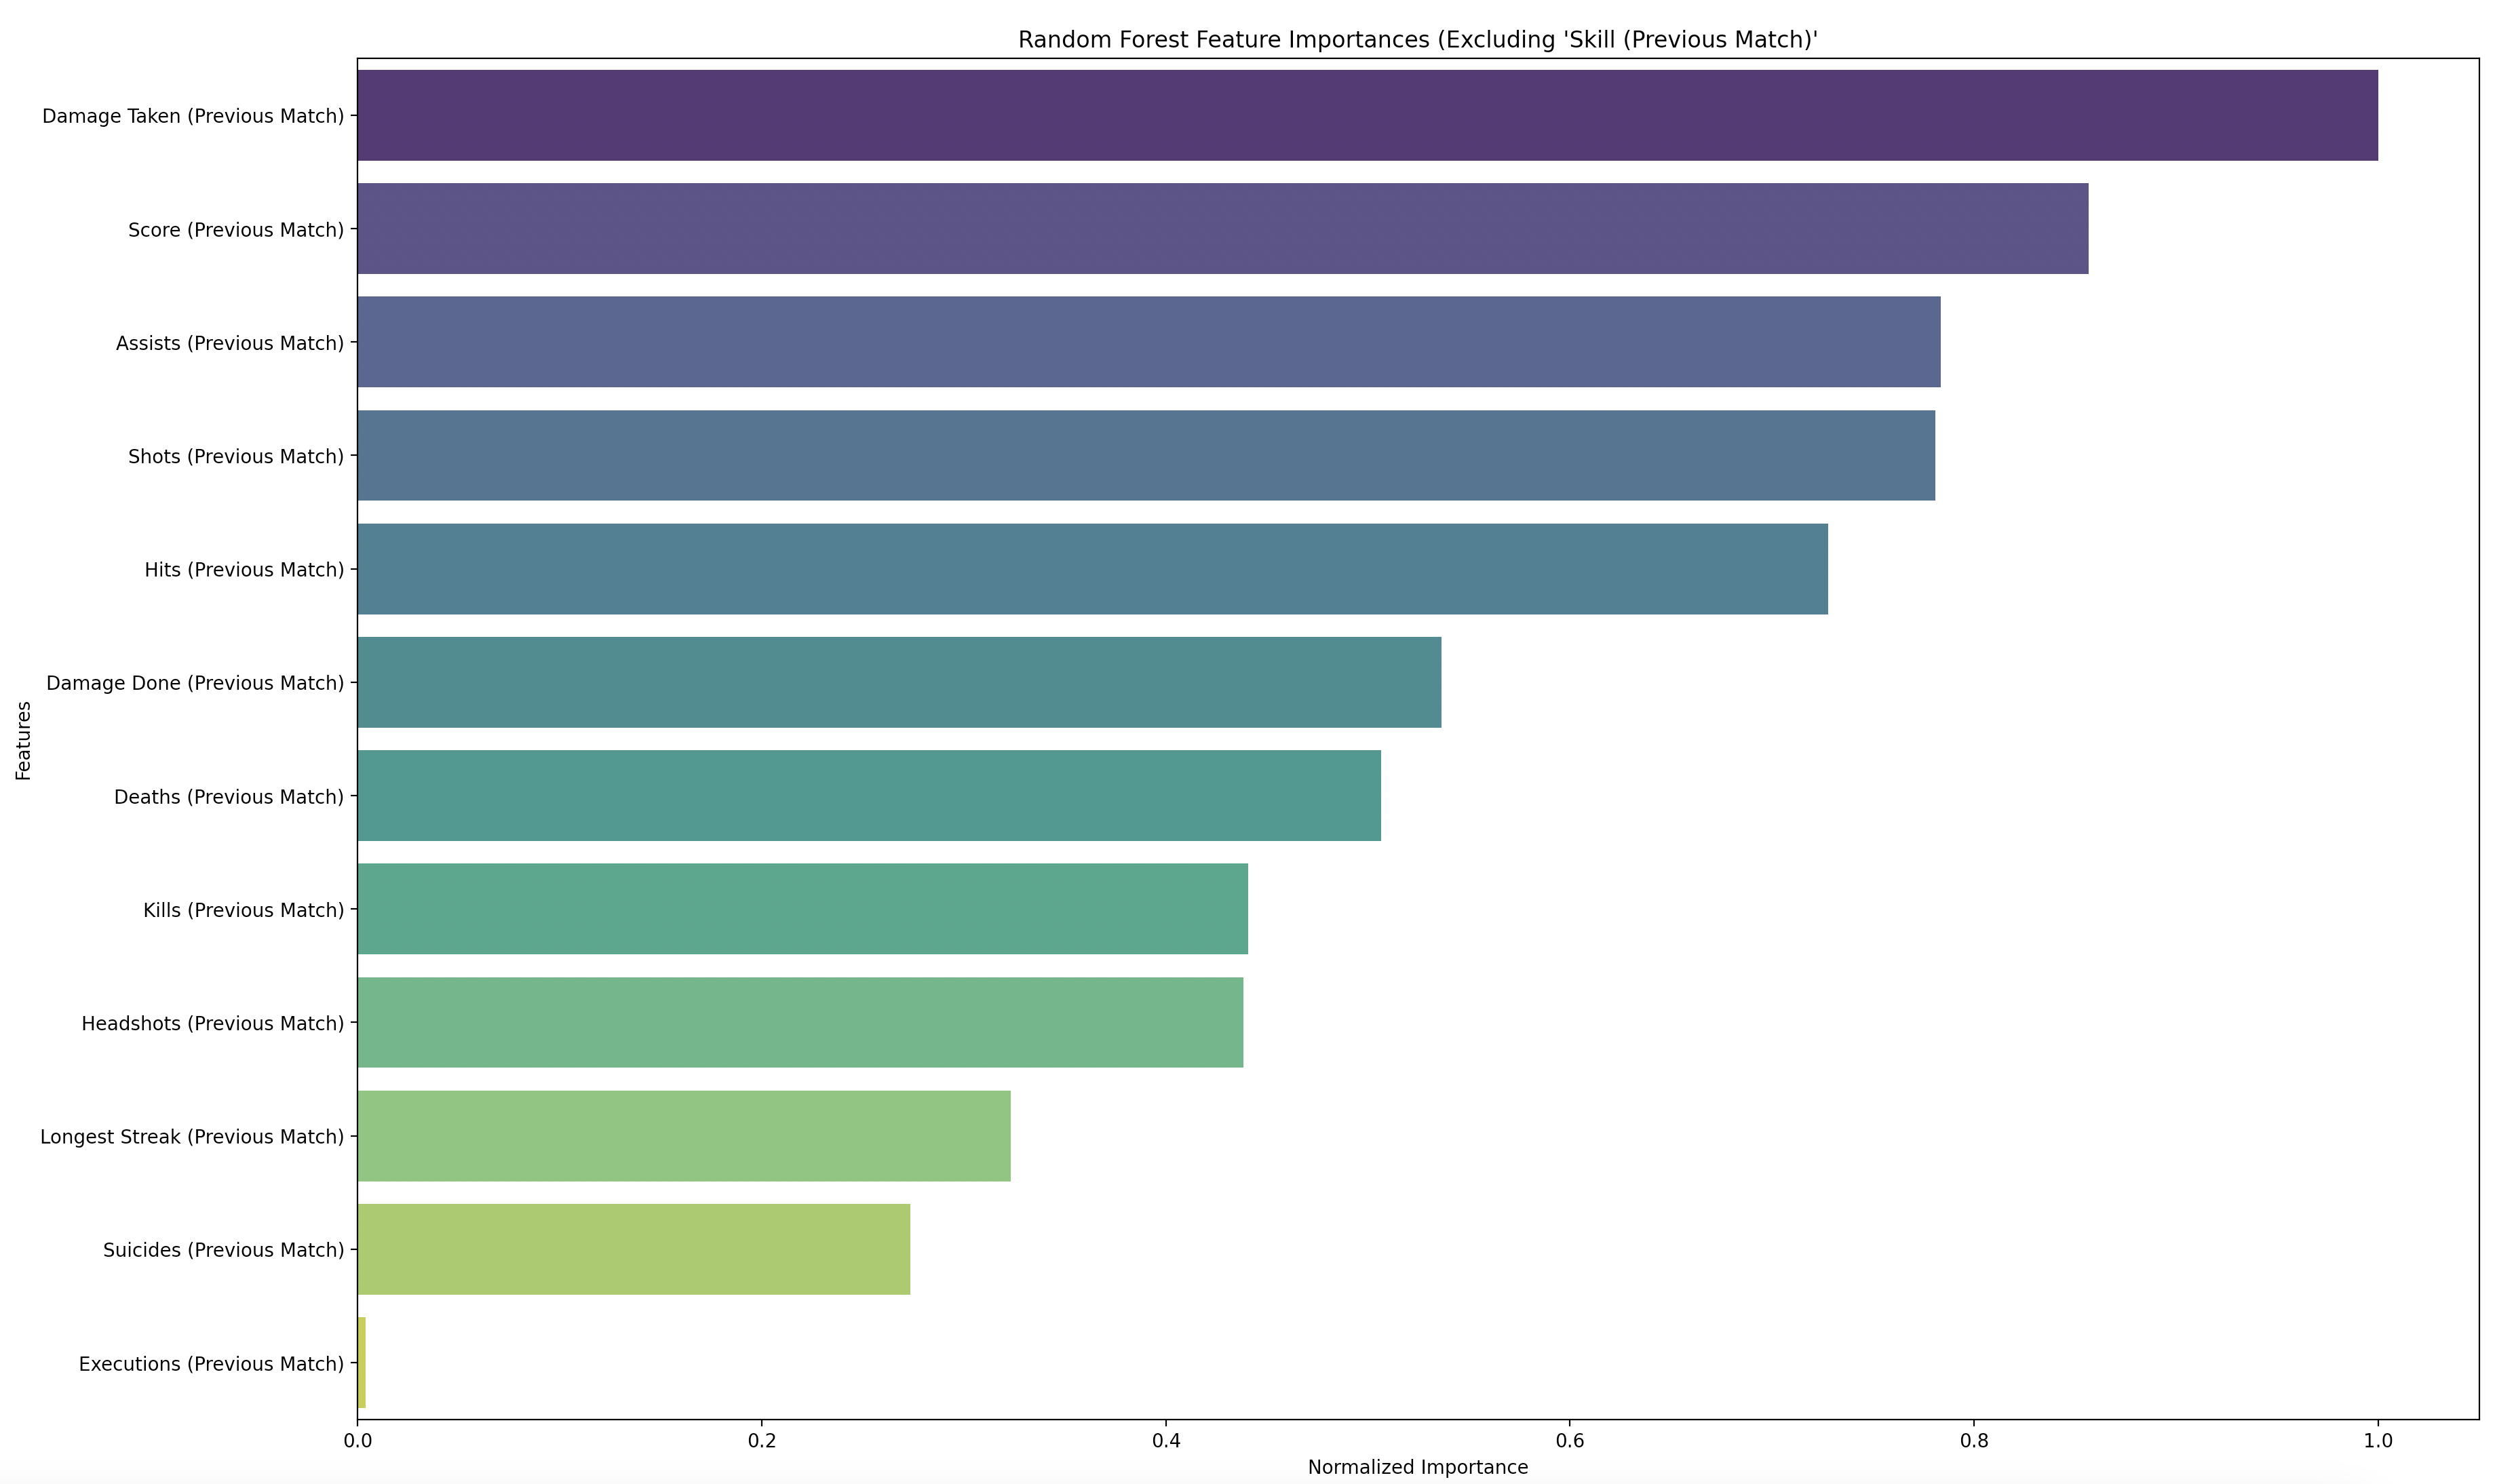 Random Forest Feature Importances (Excluding 'Skill (Previous Match)'
Damage Taken (Previous Match)
Score (Previous Match)
Assists (Previous Match)
Shots (Previous Match)
Hits (Previous Match)
Damage Done (Previous Match)
Deaths (Previous Match)
Kills (Previous Match)
Headshots (Previous Match)
Longest Streak (Previous Match)
Suicides (Previous Match)
Executions (Previous Match)
Features
0.0 0.2 0.4 0.6 0.8 1.0
Normalized Importance